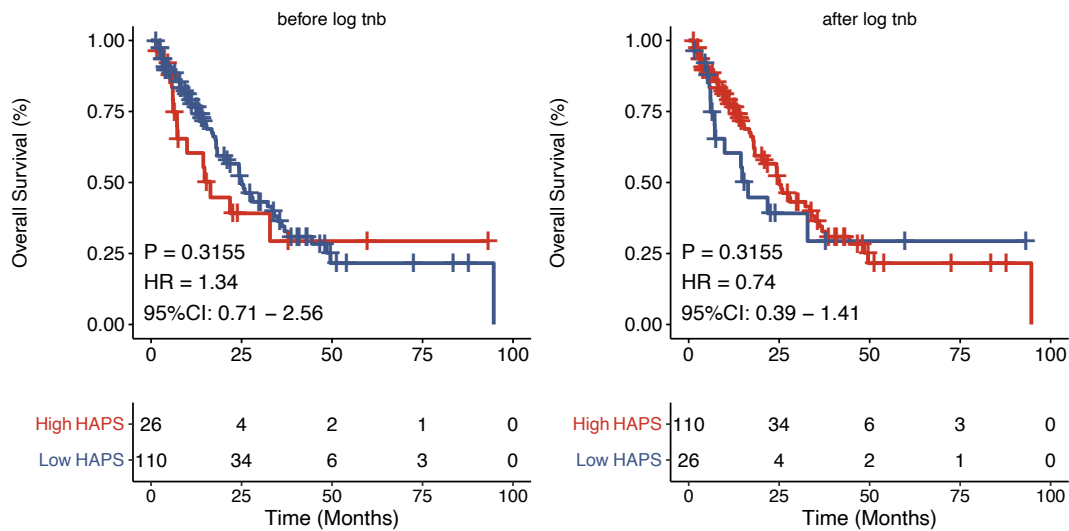 before log tnb
Overall Survival (%)
1.00
0.75
0.50
0.25
0.00
P = 0.3155
HR = 1.34
95%CI: 0.71 − 2.56
0 25 50 75 100
High HAPS 26 4 2 1 0
Low HAPS 110 34 6 3 0
0 25 50 75 100
Time (Months)
after log tnb
Overall Survival (%)
1.00
0.75
0.50
0.25
0.00
P = 0.3155
HR = 0.74
95%CI: 0.39 − 1.41
0 25 50 75 100
High HAPS 110 34 6 3 0
Low HAPS 26 4 2 1 0
0 25 50 75 100
Time (Months)